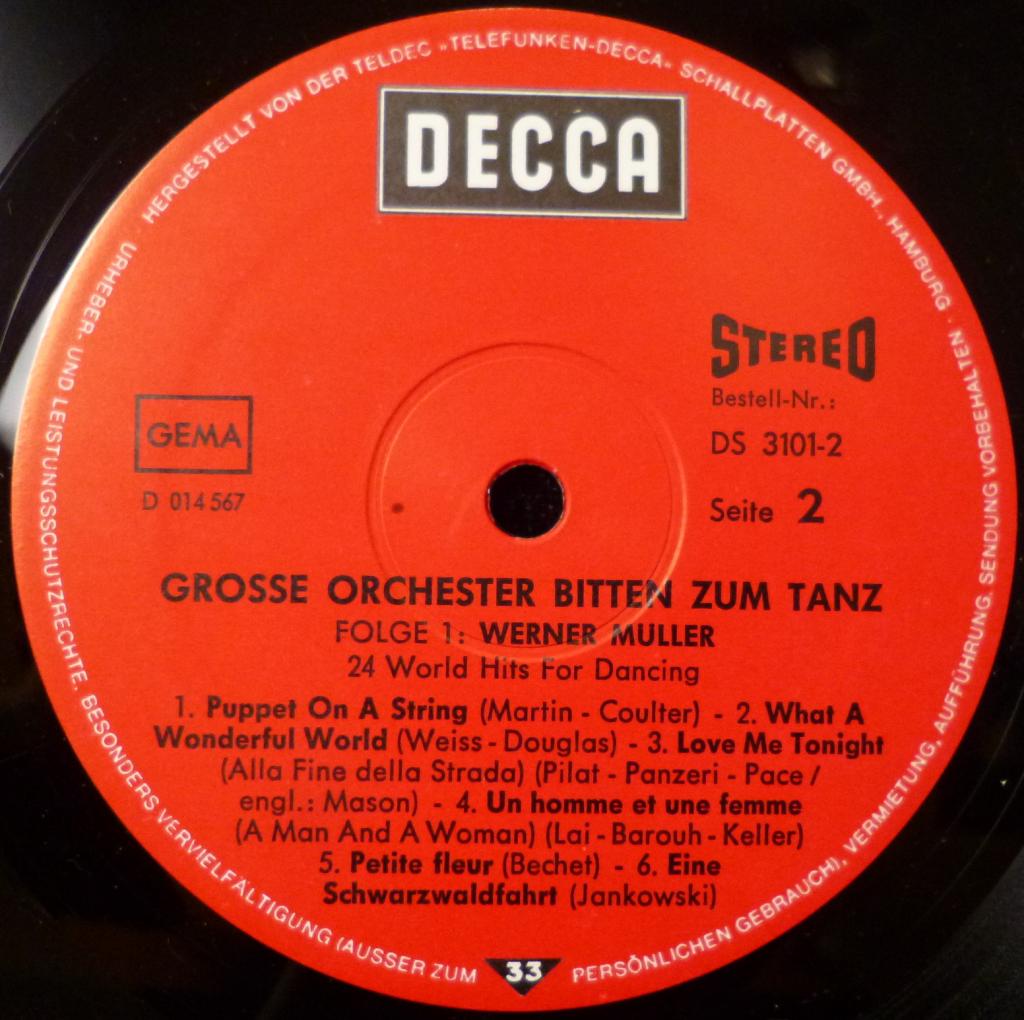 HERGESTELLT VON DER TELDEC »TELEFUNKEN-DECCA« SCHALLPLATTEN GMBH., HAMBURG · URHEBER- UND LEISTUNGSSCHUTZRECHTE, BESONDERS VERVIELFÄLTIGUNG (AUSSER ZUM PERSÖNLICHEN GEBRAUCH), VERMIETUNG, AUFFÜHRUNG, SENDUNG VORBEHALTEN
DECCA
STEREO
Bestell-Nr.:
DS 3101-2
Seite 2
GEMA
D 014 567
GROSSE ORCHESTER BITTEN ZUM TANZ
FOLGE 1: WERNER MULLER
24 World Hits For Dancing
1. Puppet On A String (Martin - Coulter) - 2. What A
Wonderful World (Weiss - Douglas) - 3. Love Me Tonight
(Alla Fine della Strada) (Pilat - Panzeri - Pace /
engl.: Mason) - 4. Un homme et une femme
(A Man And A Woman) (Lai - Barouh - Keller)
5. Petite fleur (Bechet) - 6. Eine
Schwarzwaldfahrt (Jankowski)
33